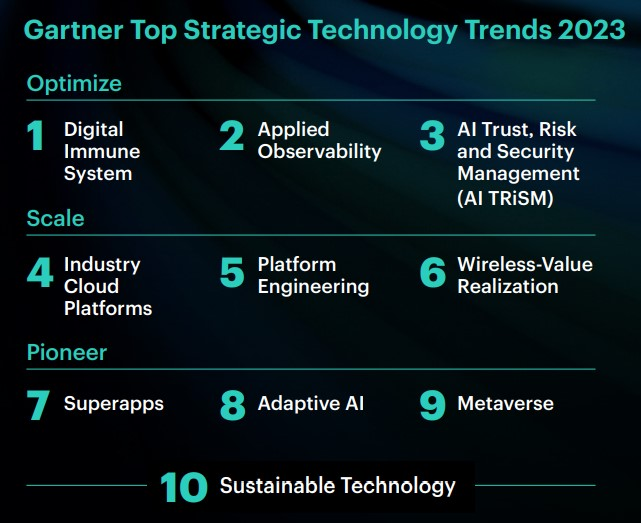 Gartner Top Strategic Technology Trends 2023
Optimize
1 Digital
Immune
System
2 Applied
Observability
3 AI Trust, Risk
and Security
Management
(AI TRiSM)
Scale
4 Industry
Cloud
Platforms
5 Platform
Engineering
6 Wireless-Value
Realization
Pioneer
7 Superapps
8 Adaptive AI
9 Metaverse
10 Sustainable Technology